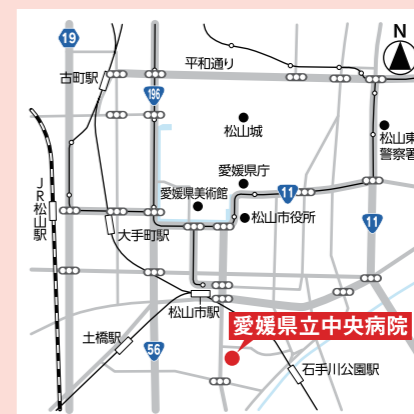 N
19
平和通り
古町駅
196
松山城
松山東
警察署
愛媛県庁
愛媛県美術館
11
JR松山駅
松山市役所
11
大手町駅
松山市駅
愛媛県立中央病院
土橋駅
56
石手川公園駅